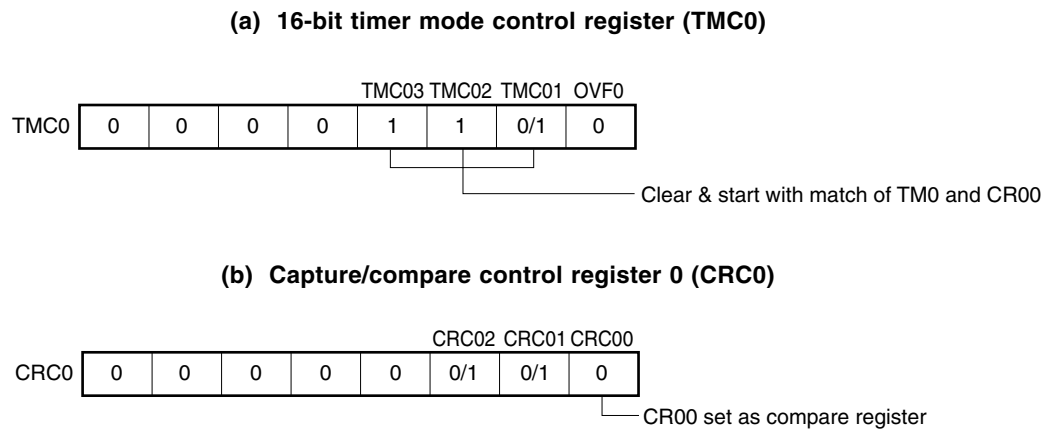 (a) 16-bit timer mode control register (TMC0)
TMC03 TMC02 TMC01 OVF0
TMC0 0 0 0 0 1 1 0/1 0
Clear & start with match of TM0 and CR00
(b) Capture/compare control register 0 (CRC0)
CRC02 CRC01 CRC00
CRC0 0 0 0 0 0 0/1 0/1 0
CR00 set as compare register